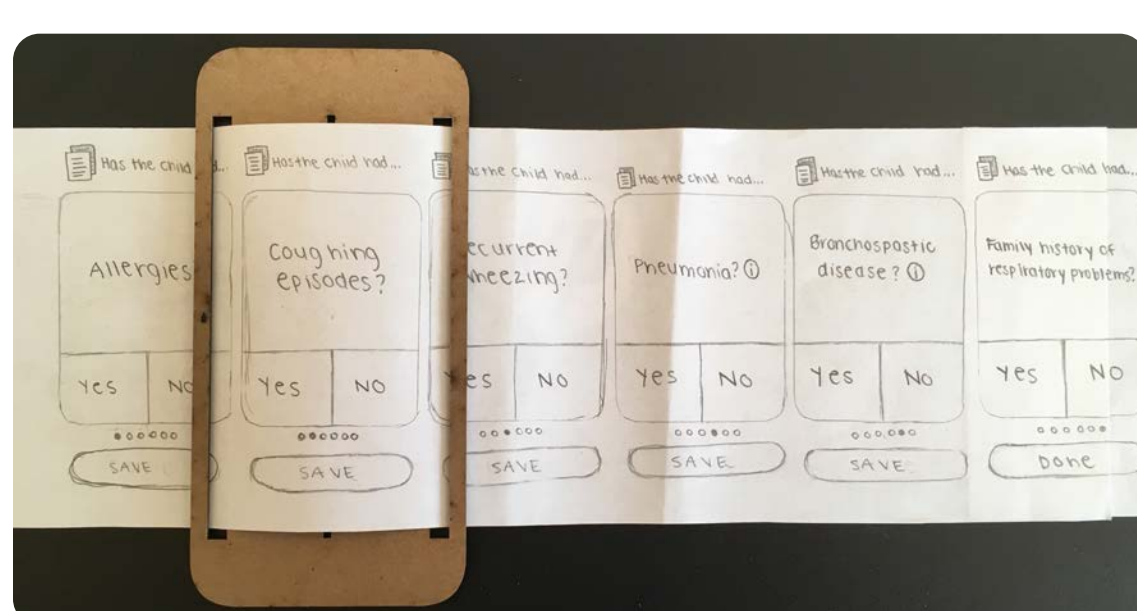 Has the child
Allergies
Yes
No
SAVE
Has the child had...
Coughing
episodes?
Yes
NO
SAVE
the child had...
ecurrent
wheezing?
Yes
NO
SAVE
Has the child had...
Pneumonia? ⓘ
Yes
NO
SAVE
Has the child had...
Bronchospastic
disease? ⓘ
Yes
NO
SAVE
Has the child had...
Family history of
respiratory problems?
Yes
NO
Done